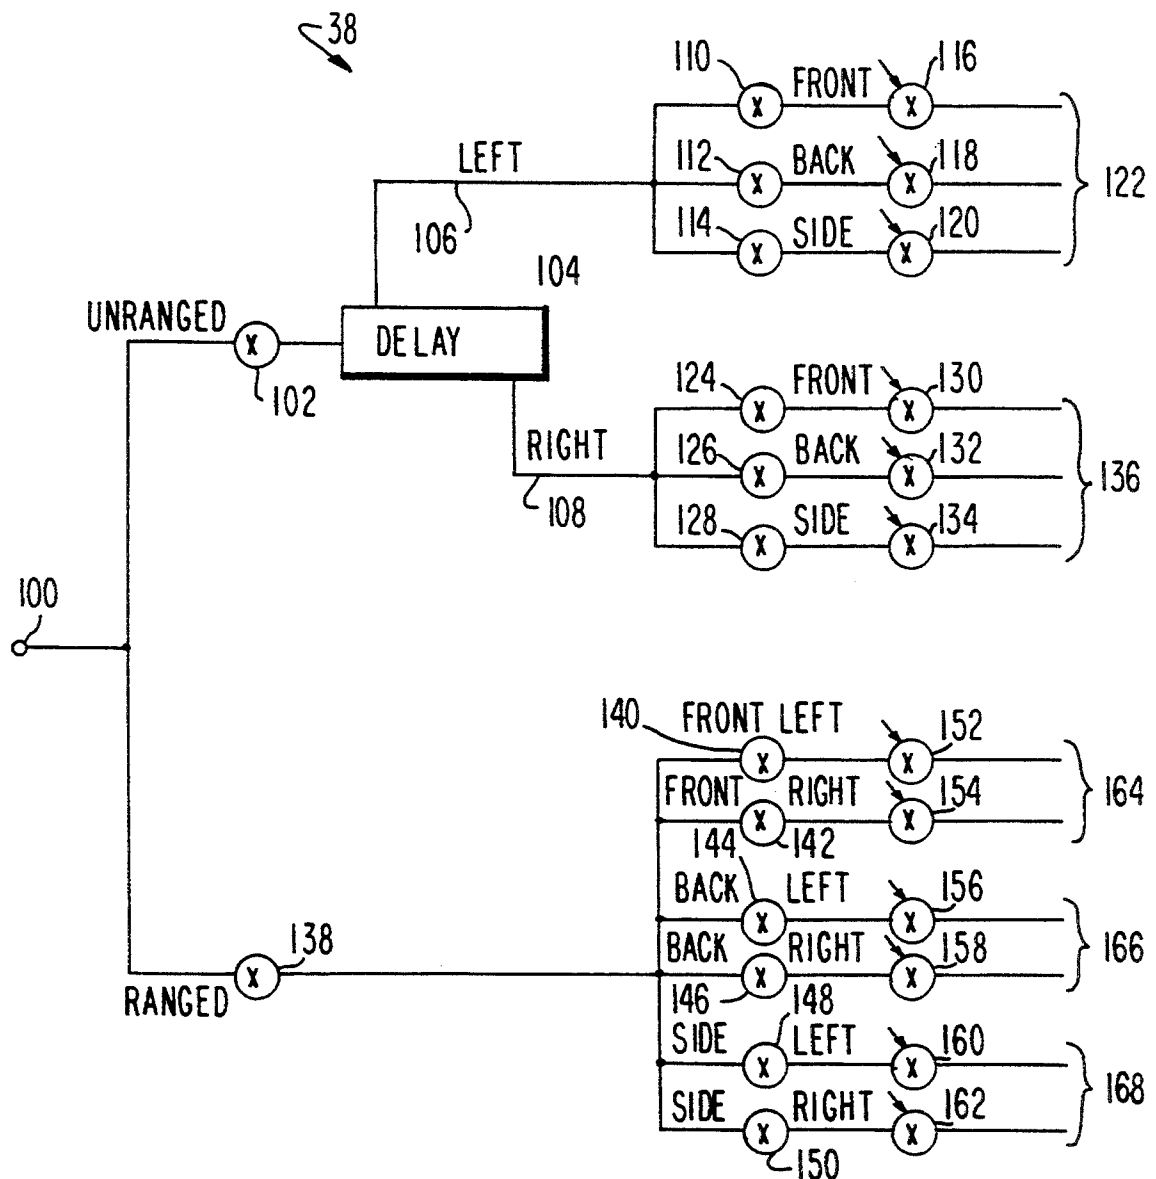 38
110 FRONT 116
LEFT 112 BACK 118 122
106 114 SIDE 120
104
UNRANGED X DELAY
102
124 FRONT 130
RIGHT 126 BACK 132 136
108 128 SIDE 134
100
140 FRONT LEFT 152
FRONT RIGHT 154 164
144 142
BACK LEFT 156
BACK RIGHT 158 166
138
RANGED
146 148
SIDE LEFT 160
SIDE RIGHT 162 168
150